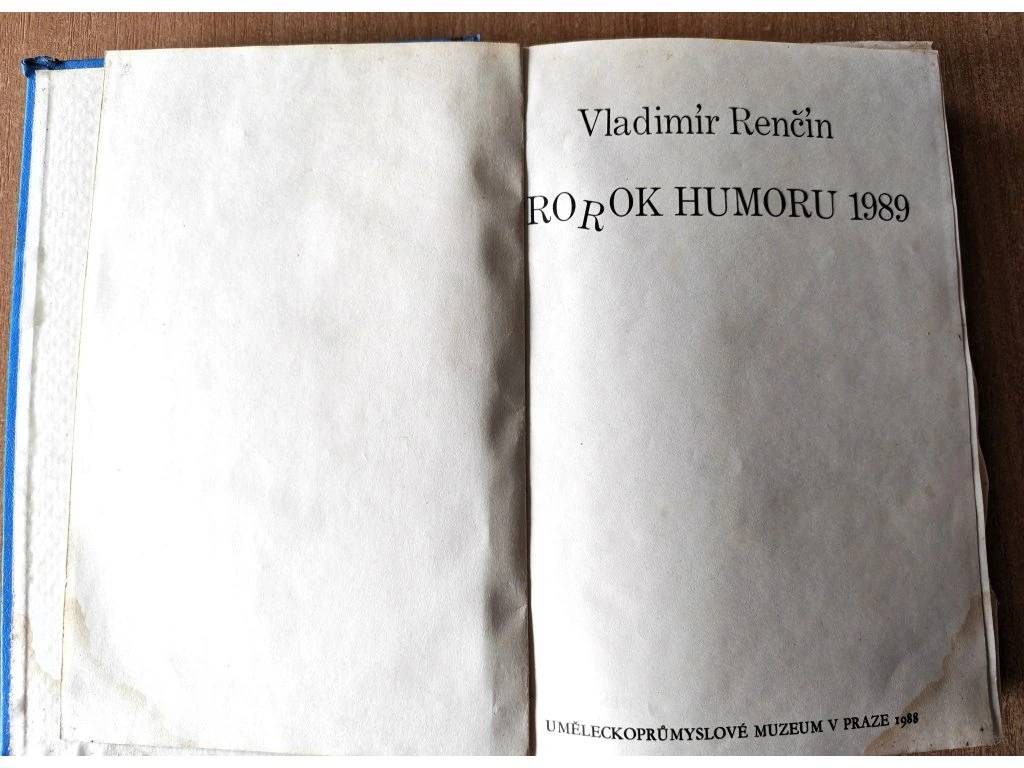 Vladimír Renčín
ROROK HUMORU 1989
UMĚLECKOPRŮMYSLOVÉ MUZEUM V PRAZE 1988